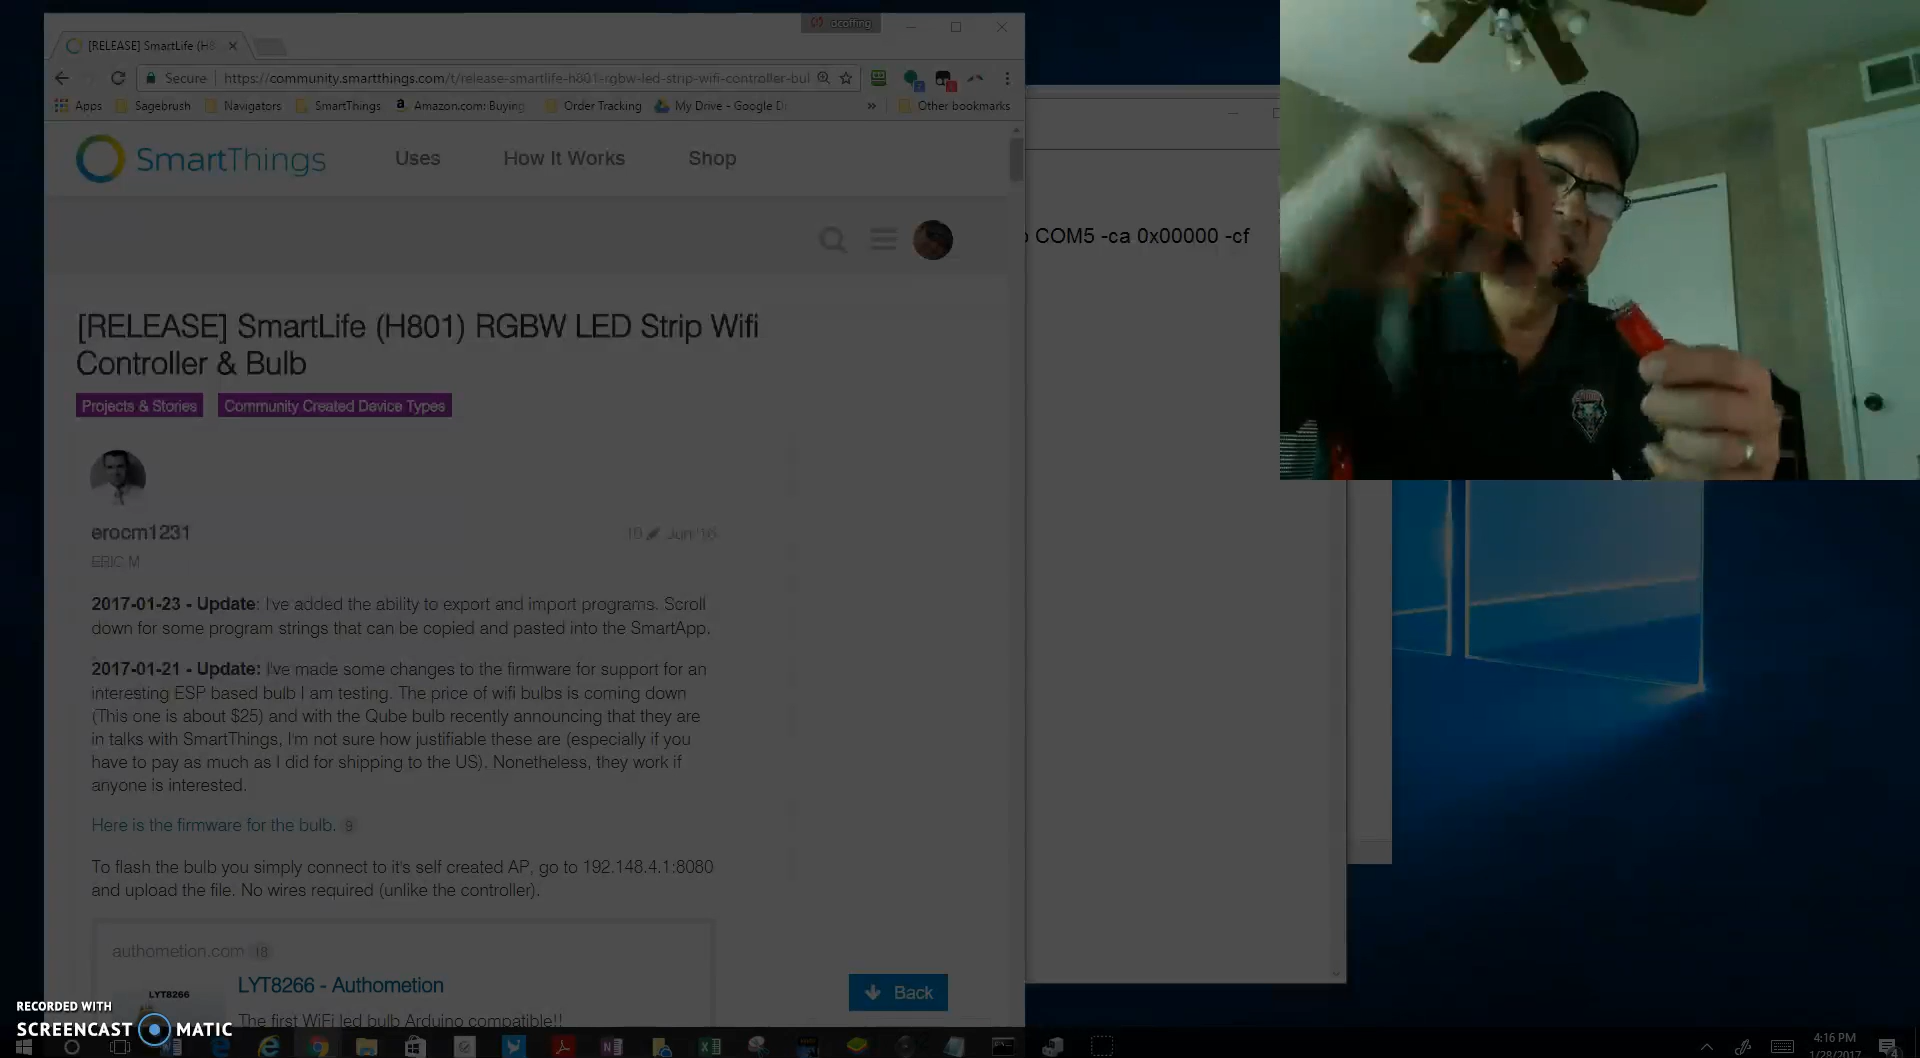 acoffing
[RELEASE] SmartLife (H8
Secure https://community.smartthings.com/t/release-smartlife-h801-rgbw-led-strip-wifi-controller-bul
Apps Sagebrush Navigators SmartThings Amazon.com: Buying Order Tracking My Drive - Google Dr » Other bookmarks
SmartThings Uses How It Works Shop
COM5 -ca 0x00000 -cf
[RELEASE] SmartLife (H801) RGBW LED Strip Wifi
Controller & Bulb
Projects & Stories Community Created Device Types
erocm1231 Jun '16
ERIC M
2017-01-23 - Update: I've added the ability to export and import programs. Scroll
down for some program strings that can be copied and pasted into the SmartApp.
2017-01-21 - Update: I've made some changes to the firmware for support for an
interesting ESP based bulb I am testing. The price of wifi bulbs is coming down
(This one is about $25) and with the Qube bulb recently announcing that they are
in talks with SmartThings, I'm not sure how justifiable these are (especially if you
have to pay as much as I did for shipping to the US). Nonetheless, they work if
anyone is interested.
Here is the firmware for the bulb. 9
To flash the bulb you simply connect to it's self created AP, go to 192.148.4.1:8080
and upload the file. No wires required (unlike the controller).
authometion.com 18
LYT8266
LYT8266 - Authometion
The first WiFi led bulb Arduino compatible!!
Back
RECORDED WITH
SCREENCAST MATIC
4:16 PM
1/28/2017